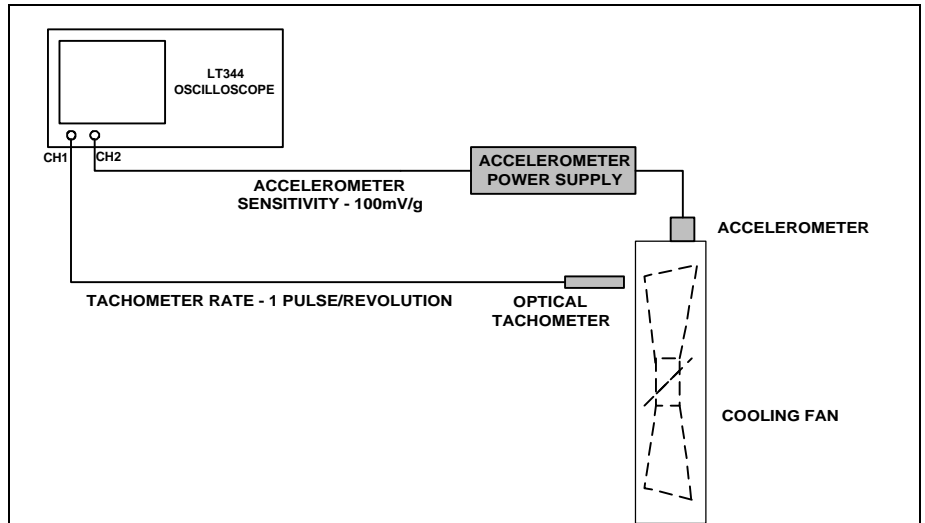 LT344
OSCILLOSCOPE
CH1
CH2
ACCELEROMETER
POWER SUPPLY
ACCELEROMETER
SENSITIVITY - 100mV/g
ACCELEROMETER
TACHOMETER RATE - 1 PULSE/REVOLUTION
OPTICAL
TACHOMETER
COOLING FAN